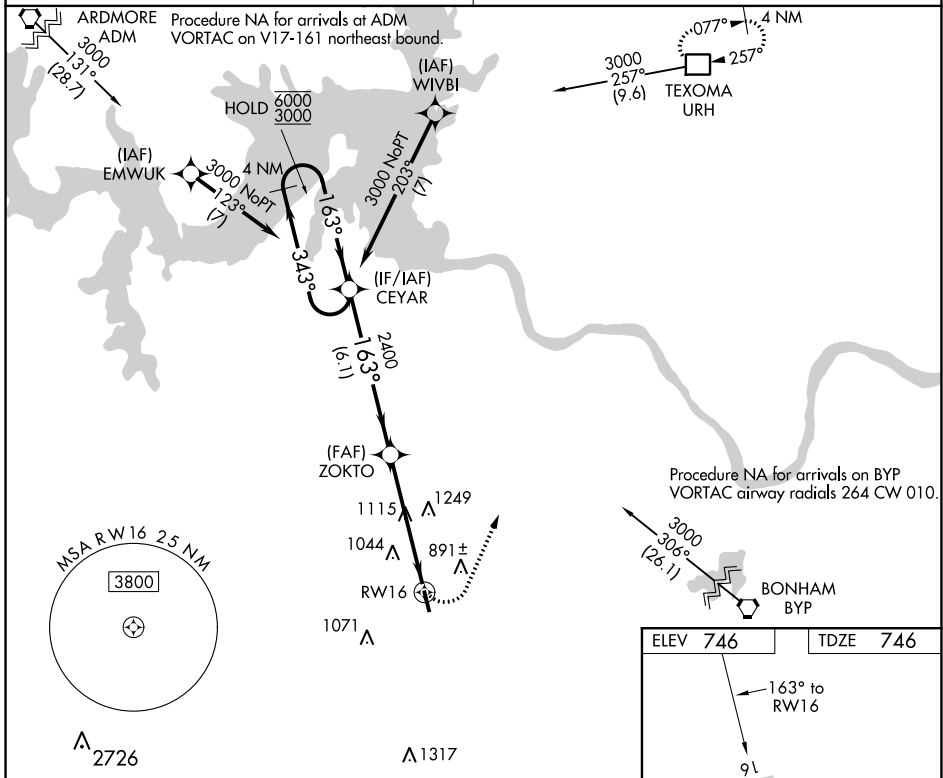 ARDMORE
ADM
Procedure NA for arrivals at ADM
VORTAC on V17-161 northeast bound.
3000
131°
(28.7)
(IAF)
WIVBI
HOLD 6000
3000
077°
4 NM
257°
3000
257°
(9.6)
TEXOMA
URH
(IAF)
EMWUK
3000 NoPT
123°
(7)
4 NM
163°
343°
3000 NoPT
203°
(7)
(IF/IAF)
CEYAR
2400
163°
(6.1)
(FAF)
ZOKTO
1115
1249
1044
891±
RW16
1071
Procedure NA for arrivals on BYP
VORTAC airway radials 264 CW 010.
3000
306°
(26.1)
BONHAM
BYP
MSA RW16 25 NM
3800
2726
1317
ELEV 746
TDZE 746
163° to
RW16
16